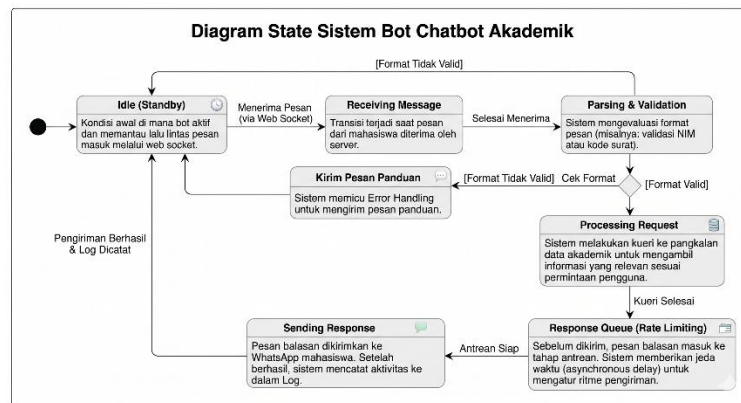 Diagram State Sistem Bot Chatbot Akademik
[Format Tidak Valid]
Idle (Standby)
Kondisi awal di mana bot aktif
dan memantau lalu lintas pesan
masuk melalui web socket.
Menerima Pesan
(via Web Socket)
Receiving Message
Transisi terjadi saat pesan
dari mahasiswa diterima oleh
server.
Selesai Menerima
Parsing & Validation
Sistem mengevaluasi format
pesan (misalnya: validasi NIM
atau kode surat).
Kirim Pesan Panduan
Sistem memicu Error Handling
untuk mengirim pesan panduan.
[Format Tidak Valid]
Cek Format
[Format Valid]
Processing Request
Sistem melakukan kueri ke pangkalan
data akademik untuk mengambil
informasi yang relevan sesuai
permintaan pengguna.
Pengiriman Berhasil
& Log Dicatat
Kueri Selesai
Sending Response
Pesan balasan dikirimkan ke
WhatsApp mahasiswa. Setelah
berhasil, sistem mencatat aktivitas ke
dalam Log.
Antrean Siap
Response Queue (Rate Limiting)
Sebelum dikirim, pesan balasan masuk ke
tahap antrean. Sistem memberikan jeda
waktu (asynchronous delay) untuk
mengatur ritme pengiriman.